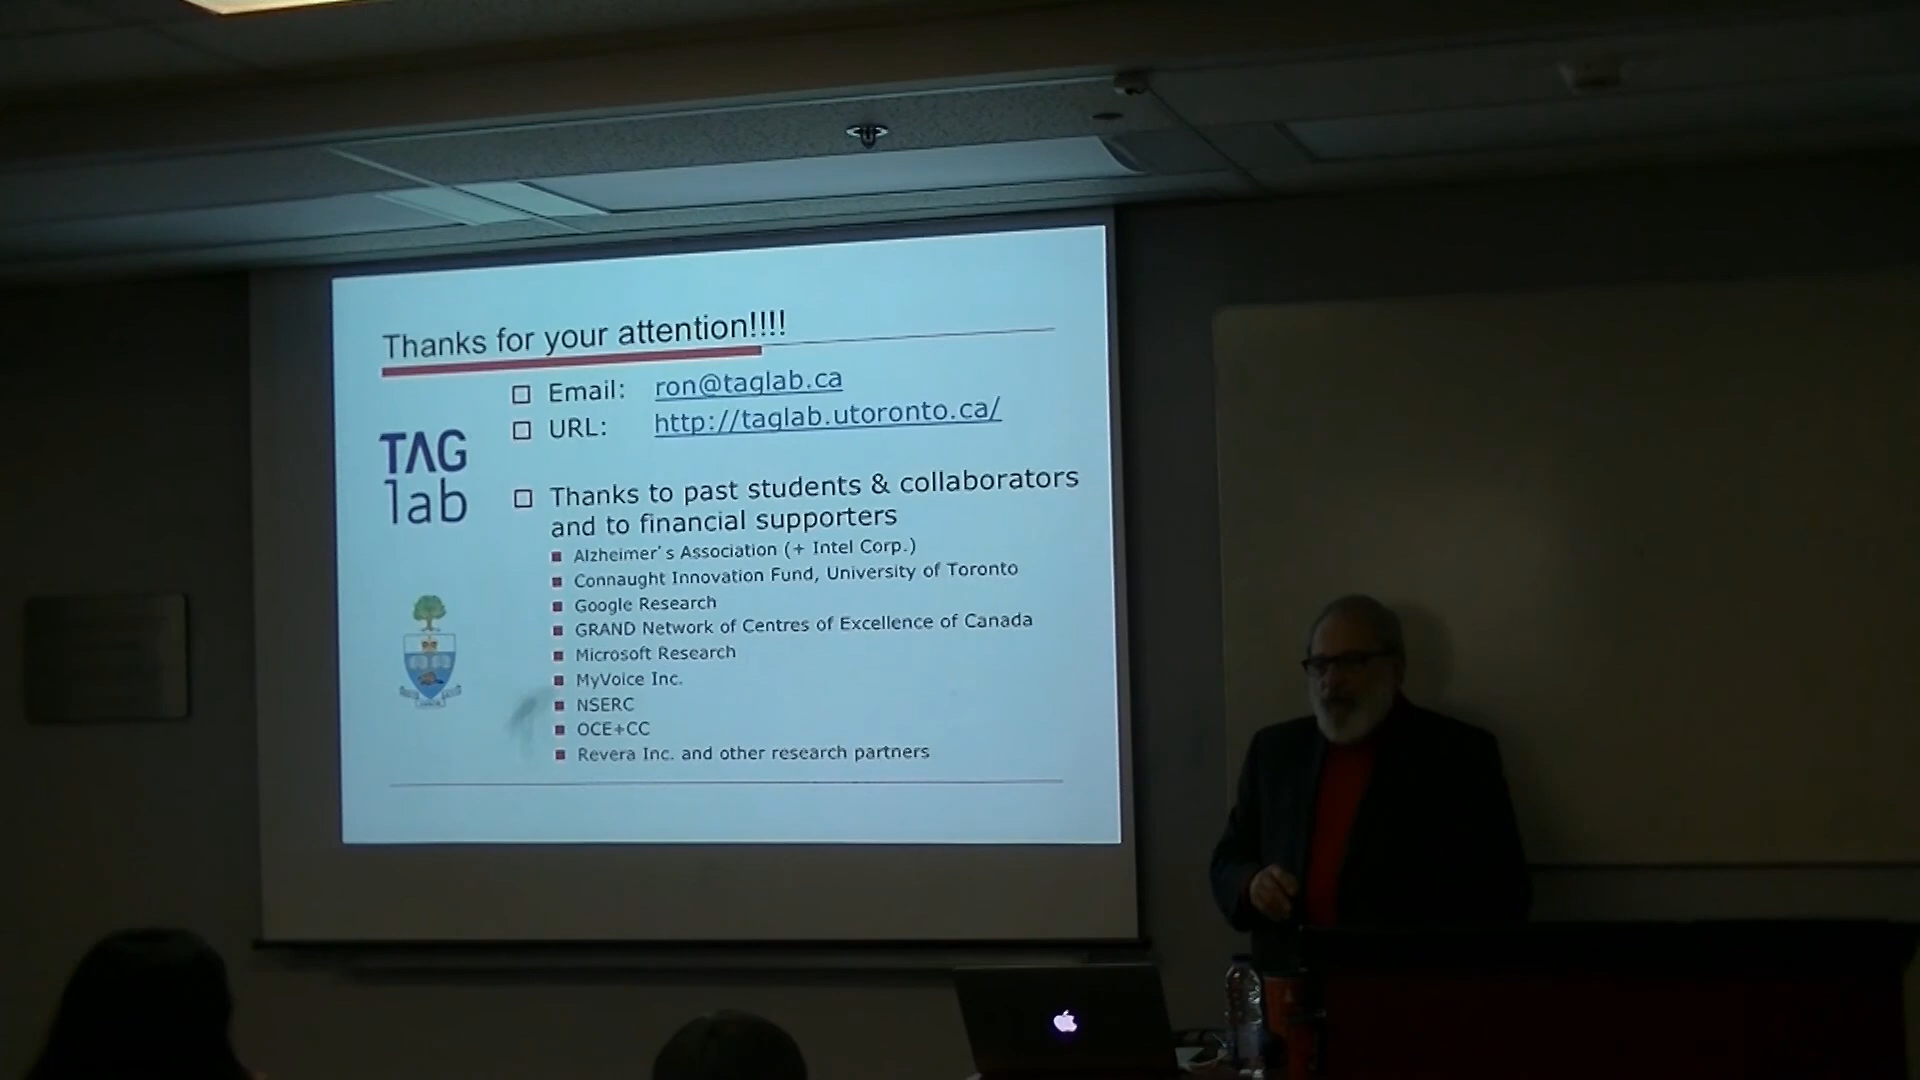 Thanks for your attention!!!!
Email: ron@taglab.ca
URL: http://taglab.utoronto.ca/
TAG
lab
Thanks to past students & collaborators
and to financial supporters
Alzheimer's Association (+ Intel Corp.)
Connaught Innovation Fund, University of Toronto
Google Research
GRAND Network of Centres of Excellence of Canada
Microsoft Research
MyVoice Inc.
NSERC
OCE+CC
Revera Inc. and other research partners